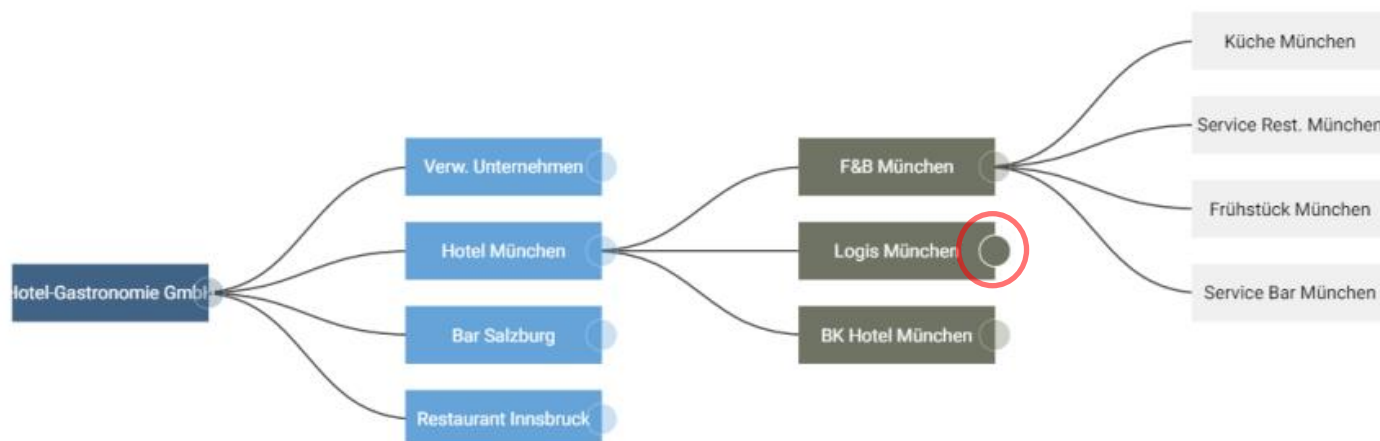 Hotel-Gastronomie GmbH
Verw. Unternehmen
Hotel München
Bar Salzburg
Restaurant Innsbruck
F&B München
Logis München
BK Hotel München
Küche München
Service Rest. München
Frühstück München
Service Bar München